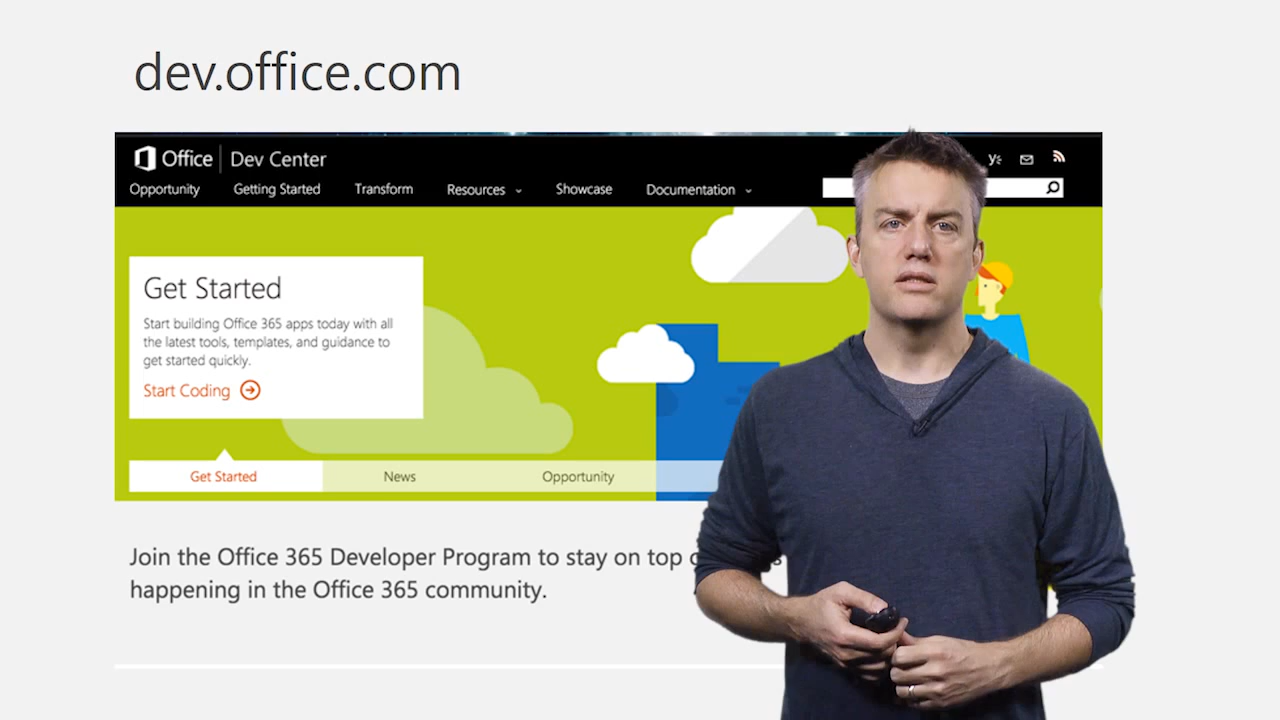 dev.office.com
Office Dev Center
Opportunity Getting Started Transform Resources Showcase Documentation
Get Started
Start building Office 365 apps today with all
the latest tools, templates, and guidance to
get started quickly.
Start Coding
Get Started News Opportunity
Join the Office 365 Developer Program to stay on top
happening in the Office 365 community.